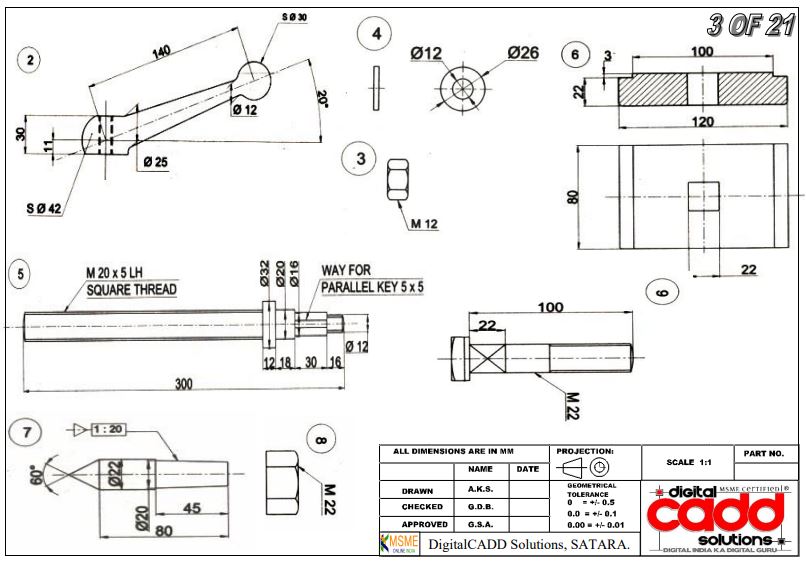 3 OF 21
2
140
S Ø 30
20°
Ø 12
Ø 25
30
11
S Ø 42
4
Ø12
Ø26
3
M 12
6
3
100
22
120
80
22
5
M 20 x 5 LH
SQUARE THREAD
Ø32
Ø20
Ø16
WAY FOR
PARALLEL KEY 5 x 5
Ø 12
12
18
30
16
300
9
100
22
M 22
7
1 : 20
60°
Ø22
Ø20
45
80
8
M 22
ALL DIMENSIONS ARE IN MM
NAME DATE
DRAWN A.K.S.
CHECKED G.D.B.
APPROVED G.S.A.
PROJECTION:
GEOMETRICAL
TOLERANCE
0 = +/- 0.5
0.0 = +/- 0.1
0.00 = +/- 0.01
SCALE 1:1
PART NO.
MSME
ONLINE INDIA
DigitalCADD Solutions, SATARA.
digital MSME CERTIFIED ®
cadd
solutions
DIGITAL INDIA KA DIGITAL GURU